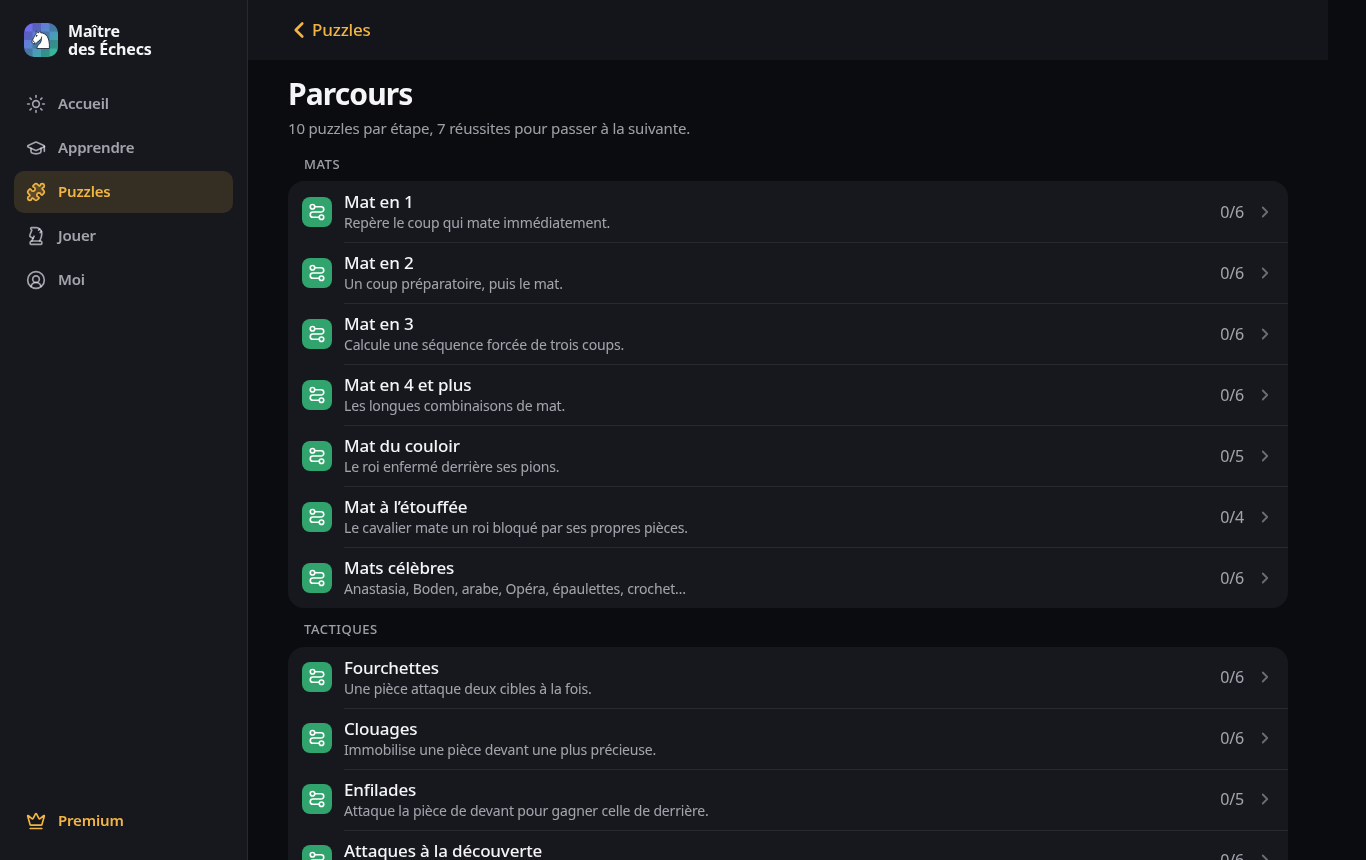 Maître
des Échecs
Accueil
Apprendre
Puzzles
Jouer
Moi
Premium
Puzzles
Parcours
10 puzzles par étape, 7 réussites pour passer à la suivante.
MATS
Mat en 1
Repère le coup qui mate immédiatement.
0/6
Mat en 2
Un coup préparatoire, puis le mat.
0/6
Mat en 3
Calcule une séquence forcée de trois coups.
0/6
Mat en 4 et plus
Les longues combinaisons de mat.
0/6
Mat du couloir
Le roi enfermé derrière ses pions.
0/5
Mat à l’étouffée
Le cavalier mate un roi bloqué par ses propres pièces.
0/4
Mats célèbres
Anastasia, Boden, arabe, Opéra, épaulettes, crochet…
0/6
TACTIQUES
Fourchettes
Une pièce attaque deux cibles à la fois.
0/6
Clouages
Immobilise une pièce devant une plus précieuse.
0/6
Enfilades
Attaque la pièce de devant pour gagner celle de derrière.
0/5
Attaques à la découverte
0/6